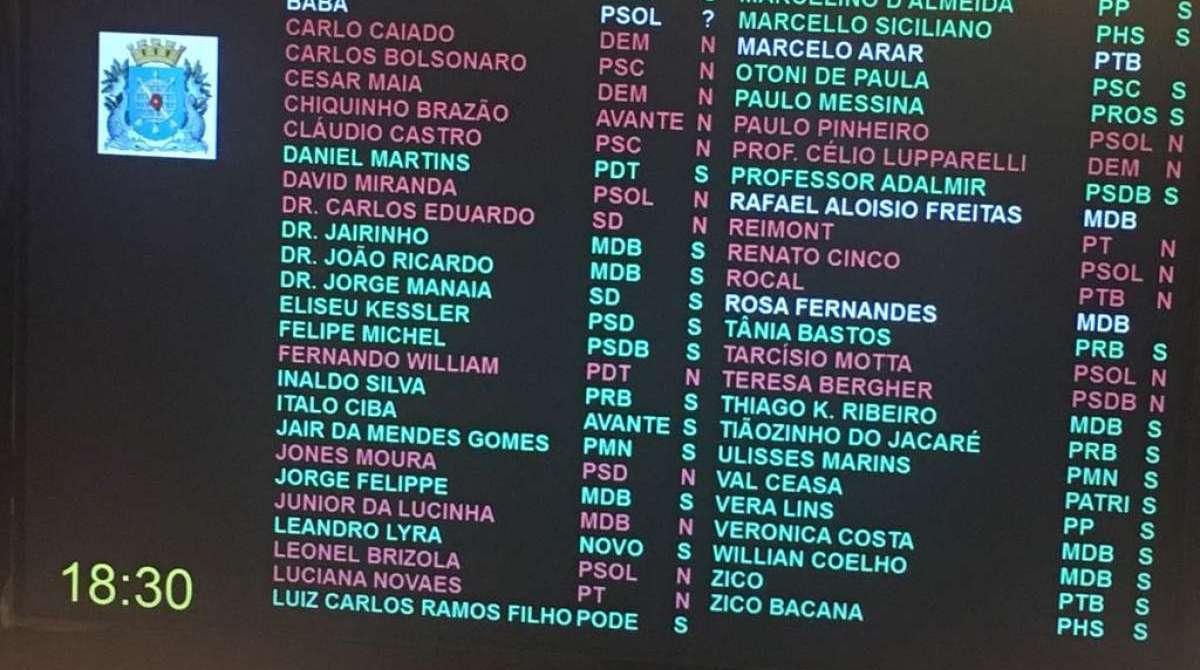 BABÁ PSOL ?
CARLO CAIADO DEM N
CARLOS BOLSONARO PSC N
CESAR MAIA DEM N
CHIQUINHO BRAZÃO AVANTE N
CLÁUDIO CASTRO PSC N
DANIEL MARTINS PDT S
DAVID MIRANDA PSOL N
DR. CARLOS EDUARDO SD N
DR. JAIRINHO MDB S
DR. JOÃO RICARDO MDB S
DR. JORGE MANAIA SD S
ELISEU KESSLER PSD S
FELIPE MICHEL PSDB S
FERNANDO WILLIAM PDT N
INALDO SILVA PRB S
ITALO CIBA AVANTE S
JAIR DA MENDES GOMES PMN S
JONES MOURA PSD N
JORGE FELIPPE MDB S
JUNIOR DA LUCINHA MDB N
LEANDRO LYRA NOVO S
LEONEL BRIZOLA PSOL N
LUCIANA NOVAES PT N
LUIZ CARLOS RAMOS FILHO PODE S
MARCELINO D'ALMEIDA PP S
MARCELLO SICILIANO PHS S
MARCELO ARAR PTB
OTONI DE PAULA PSC S
PAULO MESSINA PROS S
PAULO PINHEIRO PSOL N
PROF. CÉLIO LUPPARELLI DEM N
PROFESSOR ADALMIR PSDB S
RAFAEL ALOISIO FREITAS MDB
REIMONT PT N
RENATO CINCO PSOL N
ROCAL PTB N
ROSA FERNANDES MDB
TÂNIA BASTOS PRB S
TARCÍSIO MOTTA PSOL N
TERESA BERGHER PSDB N
THIAGO K. RIBEIRO MDB S
TIÃOZINHO DO JACARÉ PRB S
ULISSES MARINS PMN S
VAL CEASA PATRI S
VERA LINS PP S
VERONICA COSTA MDB S
WILLIAN COELHO MDB S
ZICO PTB S
ZICO BACANA PHS S
18:30